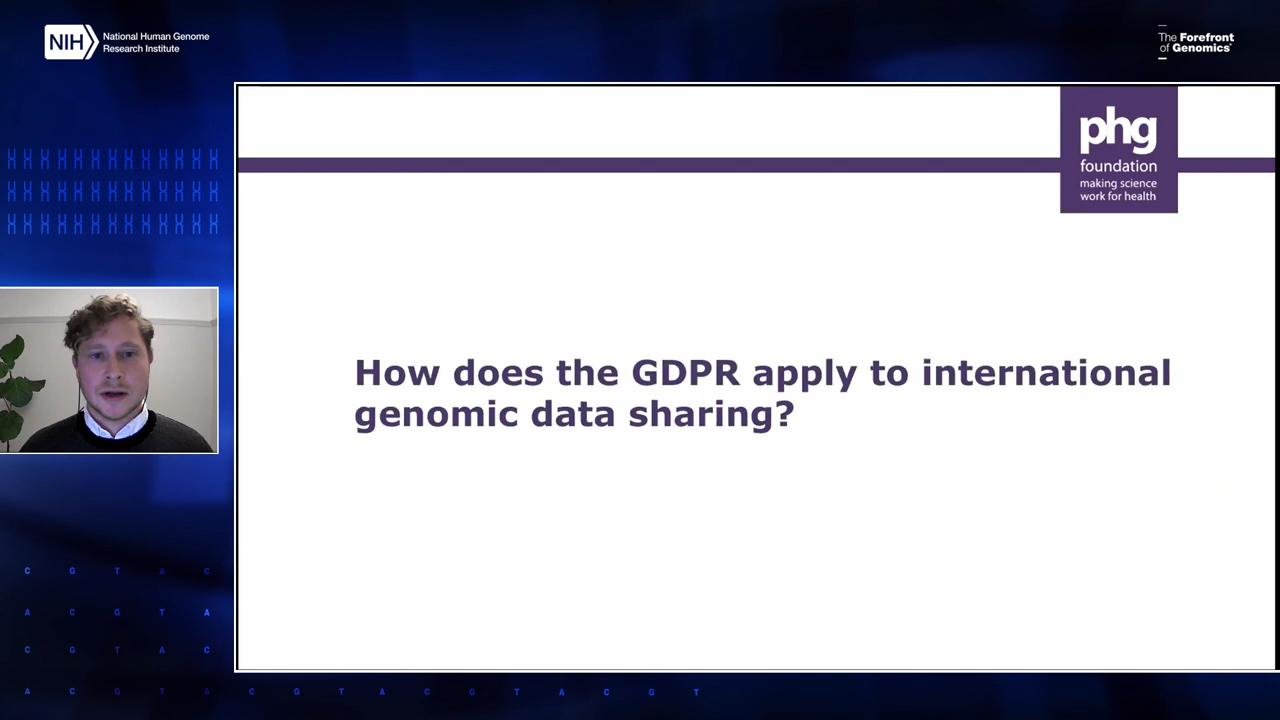 NIH
National Human Genome
Research Institute
The Forefront
of Genomics®
phg
foundation
making science
work for health
How does the GDPR apply to international
genomic data sharing?
C G T A C
A C G T A
C G T A C
A C G T A C G T A C G T A C G T